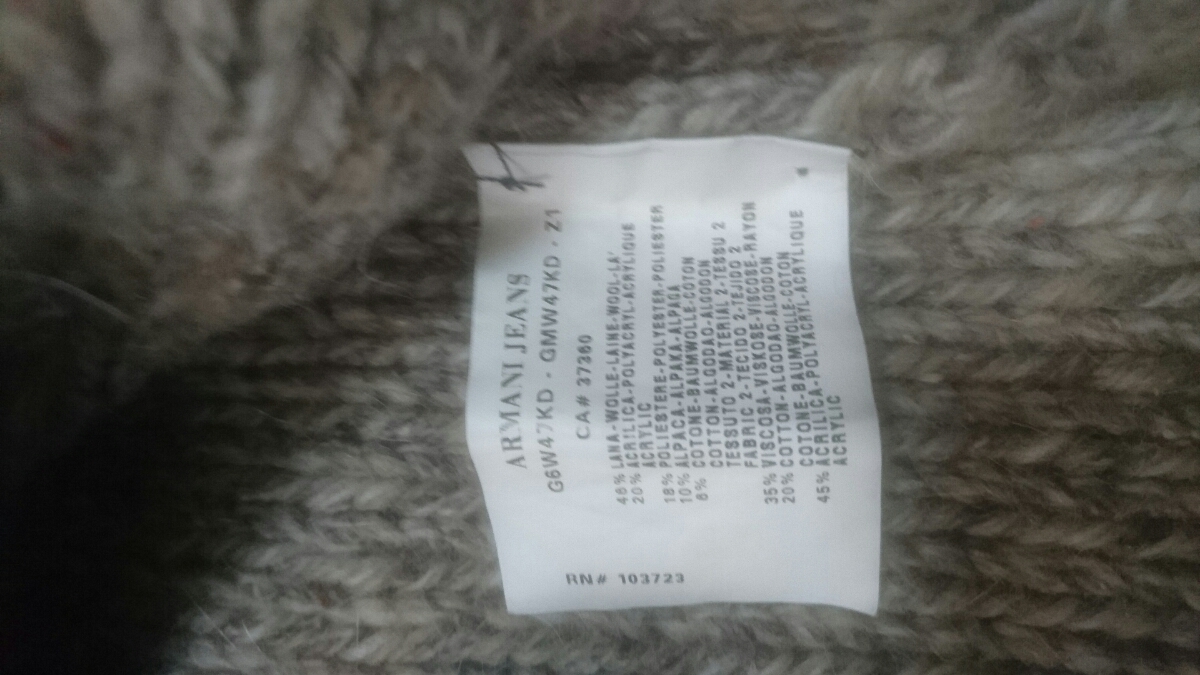 ARMANI JEANS
G6W47KD - GMW47KD - Z1
CA# 37360
46% LANA-WOLLE-LAINE-WOOL-LA'
20% ACRILICA-POLYACRYL-ACRYLIQUE
ACRYLIC
18% POLIESTERE-POLYESTER-POLIESTER
10% ALPACA-ALPAKA-ALPAGA
6% COTONE-BAUMWOLLE-COTON
COTTON-ALGODAO-ALGODON
TESSUTO 2-MATERIAL 2-TESSU 2
FABRIC 2-TECIDO 2-TEJIDO 2
35% VISCOSA-VISKOSE-VISCOSE-RAYON
20% COTTON-ALGODAO-ALGODON
COTONE-BAUMWOLLE-COTON
45% ACRILICA-POLYACRYL-ACRYLIQUE
ACRYLIC
RN# 103723